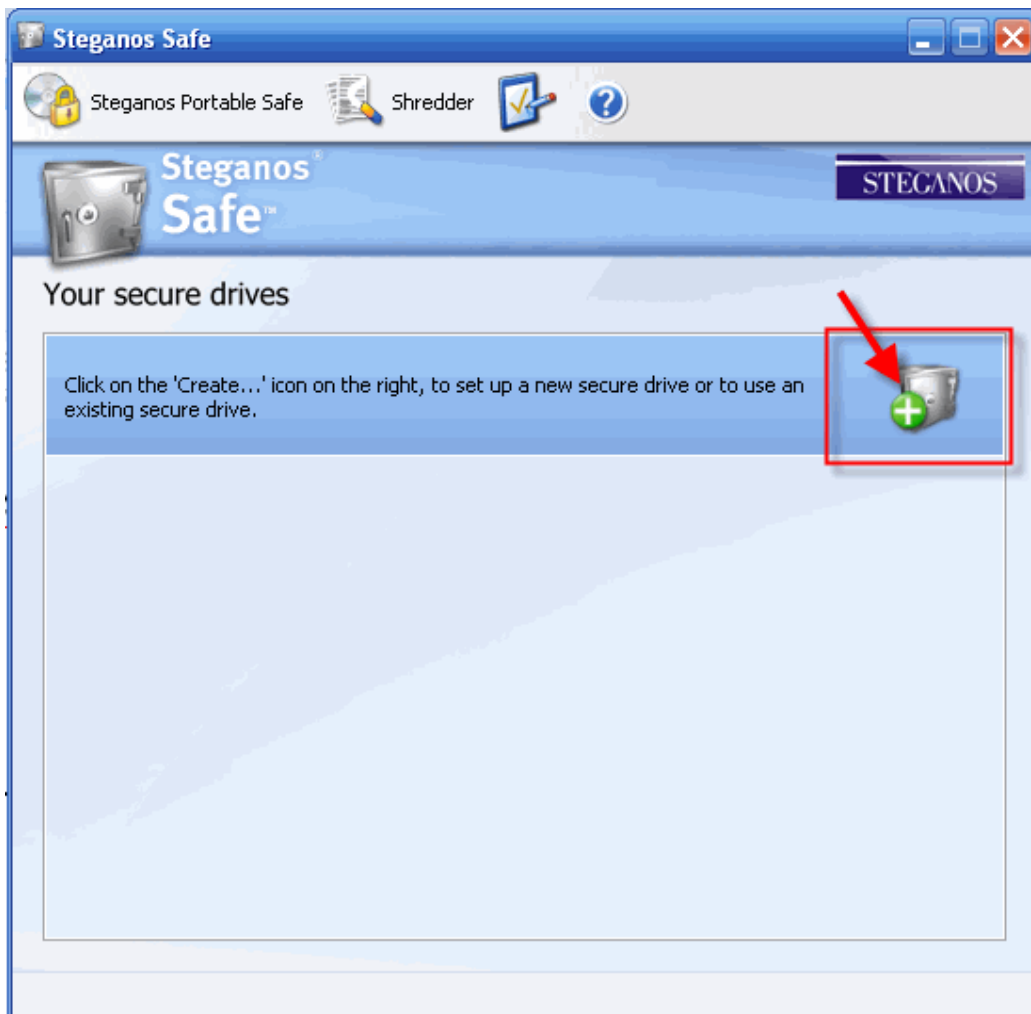 Steganos Safe
Steganos Portable Safe Shredder
Steganos®
Safe™
STEGANOS
Your secure drives
Click on the 'Create...' icon on the right, to set up a new secure drive or to use an
existing secure drive.